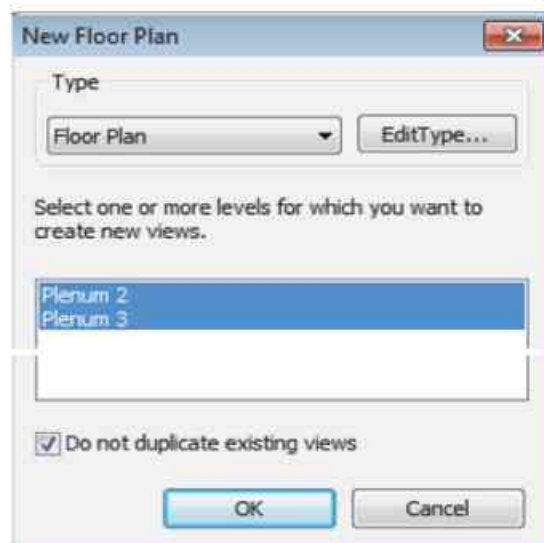 New Floor Plan
Type
Floor Plan
EditType...
Select one or more levels for which you want to
create new views.
Plenum 2
Plenum 3
Do not duplicate existing views
OK
Cancel